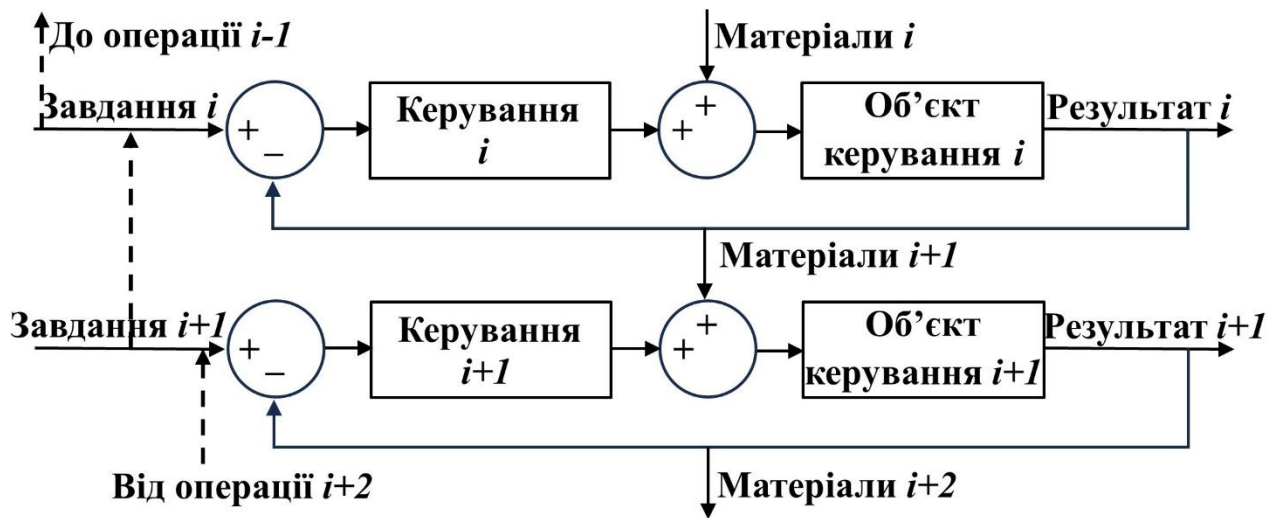 До операції i-1
Матеріали i
Завдання i
+
–
Керування
i
+
+
Об’єкт
керування i
Результат i
Матеріали i+1
Завдання i+1
+
–
Керування
i+1
+
+
Об’єкт
керування i+1
Результат i+1
Від операції i+2
Матеріали i+2